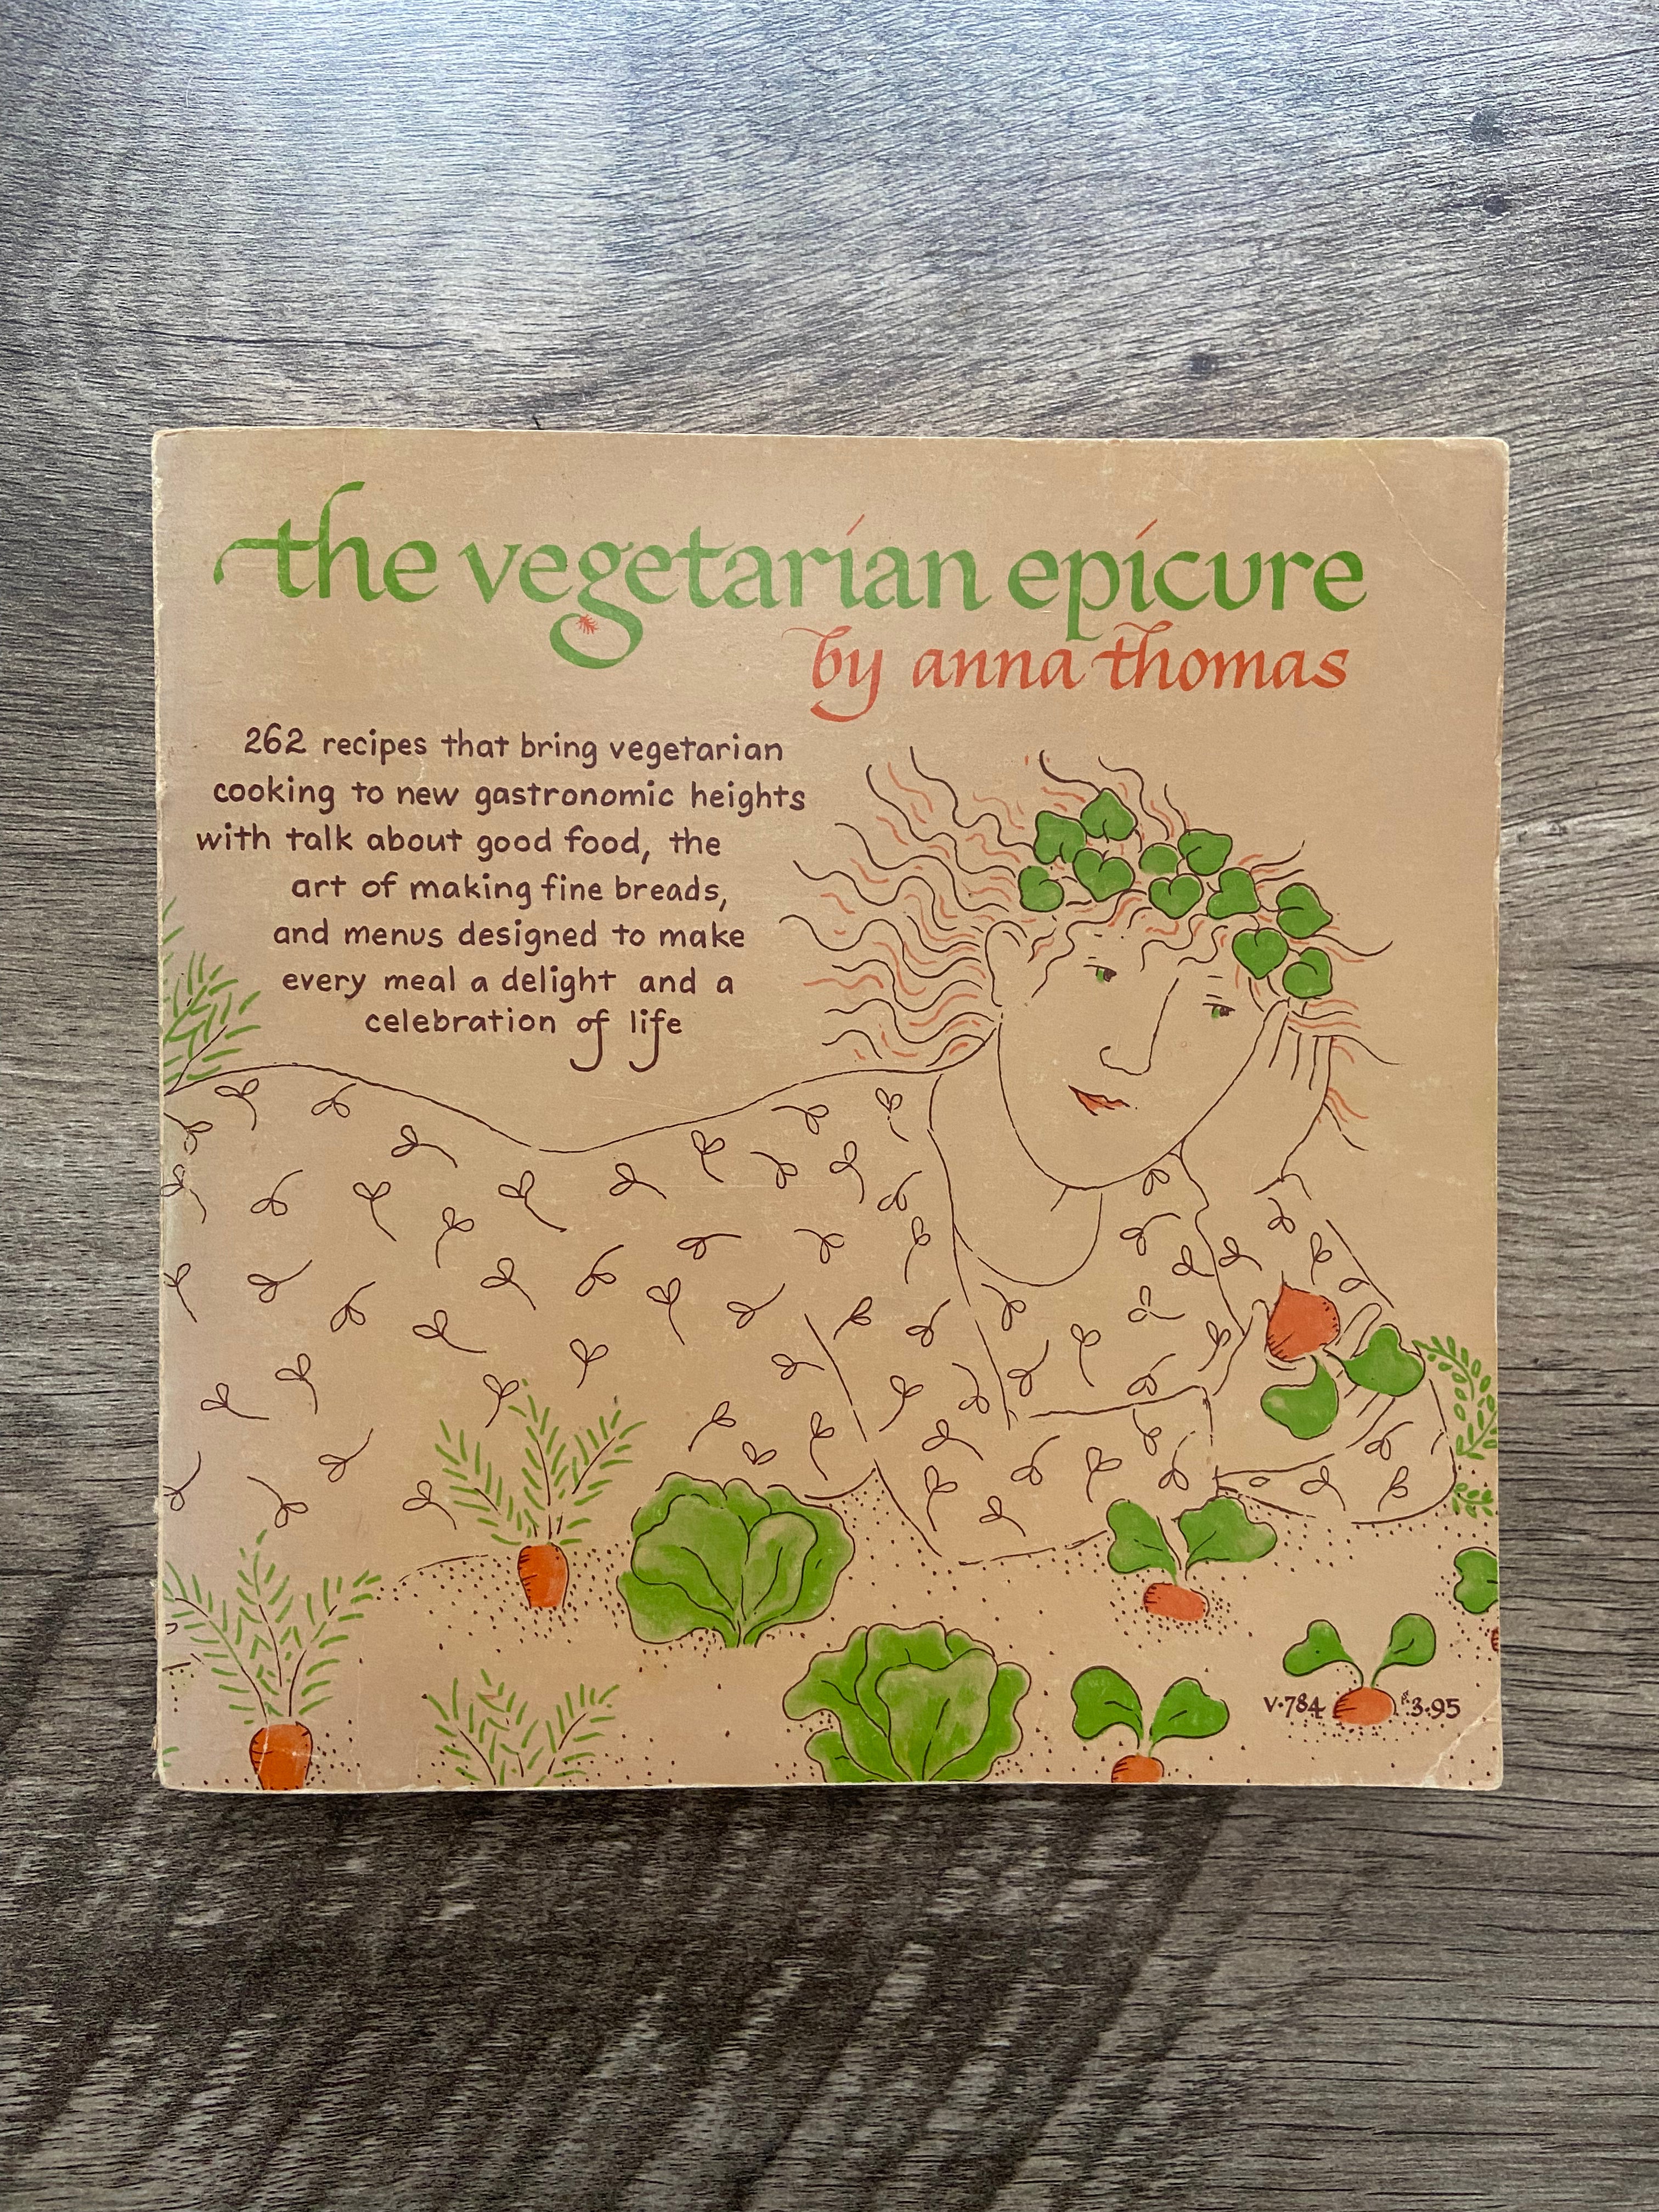 the vegetarian epicure
by anna thomas
262 recipes that bring vegetarian
cooking to new gastronomic heights
with talk about good food, the
art of making fine breads,
and menus designed to make
every meal a delight and a
celebration of life
V·784 $3.95